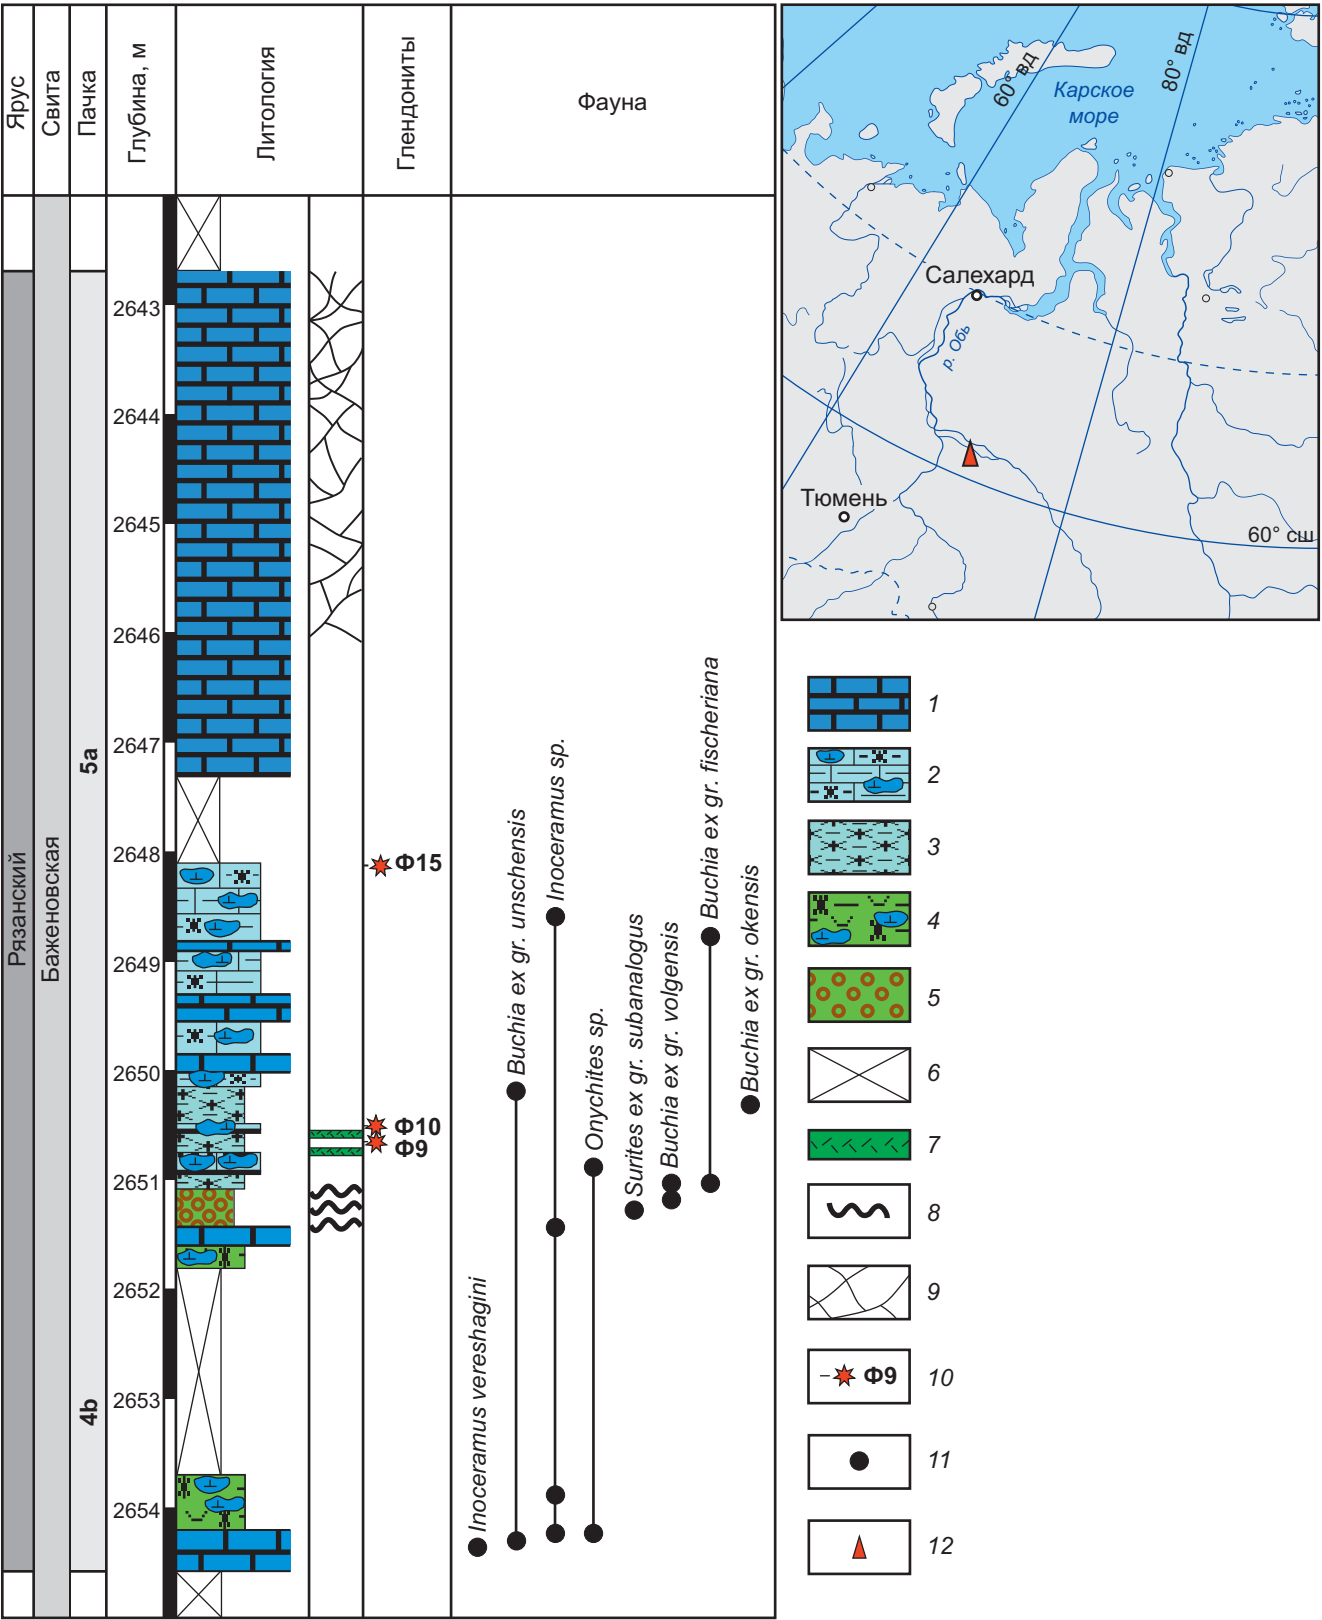 Ярус
Свита
Пачка
Глубина, м
Литология
Глендониты
Фауна
Рязанский
Баженовская
5a
4b
2643
2644
2645
2646
2647
2648
2649
2650
2651
2652
2653
2654
Ф15
Ф10
Ф9
Inoceramus vereshagini
Buchia ex gr. unschensis
Inoceramus sp.
Onychites sp.
Surites ex gr. subanalogus
Buchia ex gr. volgensis
Buchia ex gr. fischeriana
Buchia ex gr. okensis
60° вд
Карское
море
80° вд
Салехард
р. Обь
Тюмень
60° сш
1
2
3
4
5
6
7
8
9
Ф9 10
11
12